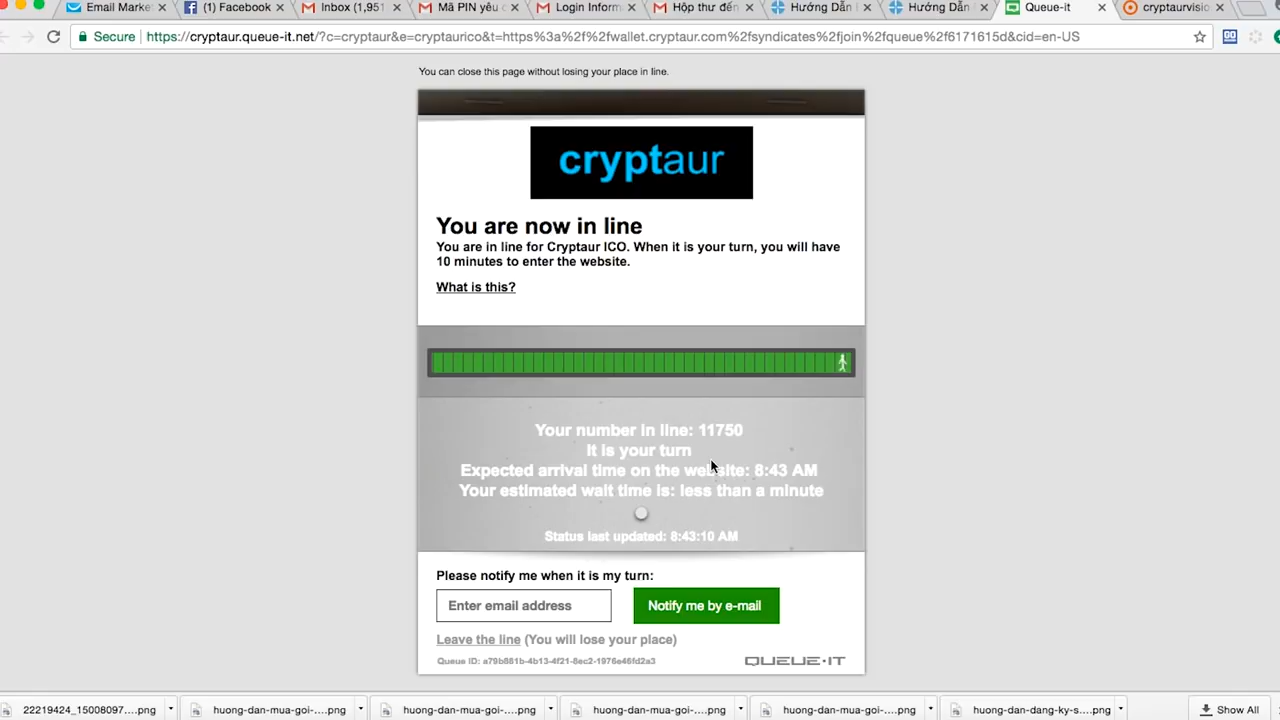 Email Market
(1) Facebook
Inbox (1,951
Mã PIN yêu c
Login Inform
Hộp thư đến
Hướng Dẫn
Hướng Dẫn
Queue-it
cryptaurvisio
Secure
https://cryptaur.queue-it.net/?c=cryptaur&e=cryptaurico&t=https%3a%2f%2fwallet.cryptaur.com%2fsyndicates%2fjoin%2fqueue%2f6171615d&cid=en-US
You can close this page without losing your place in line.
cryptaur
You are now in line
You are in line for Cryptaur ICO. When it is your turn, you will have
10 minutes to enter the website.
What is this?
Your number in line: 11750
It is your turn
Expected arrival time on the website: 8:43 AM
Your estimated wait time is: less than a minute
Status last updated: 8:43:10 AM
Please notify me when it is my turn:
Enter email address
Notify me by e-mail
Leave the line (You will lose your place)
Queue ID:
QUEUE-IT
22219424_15008097....png
huong-dan-mua-goi-....png
huong-dan-mua-goi-....png
huong-dan-mua-goi-....png
huong-dan-mua-goi-....png
huong-dan-dang-ky-s....png
Show All